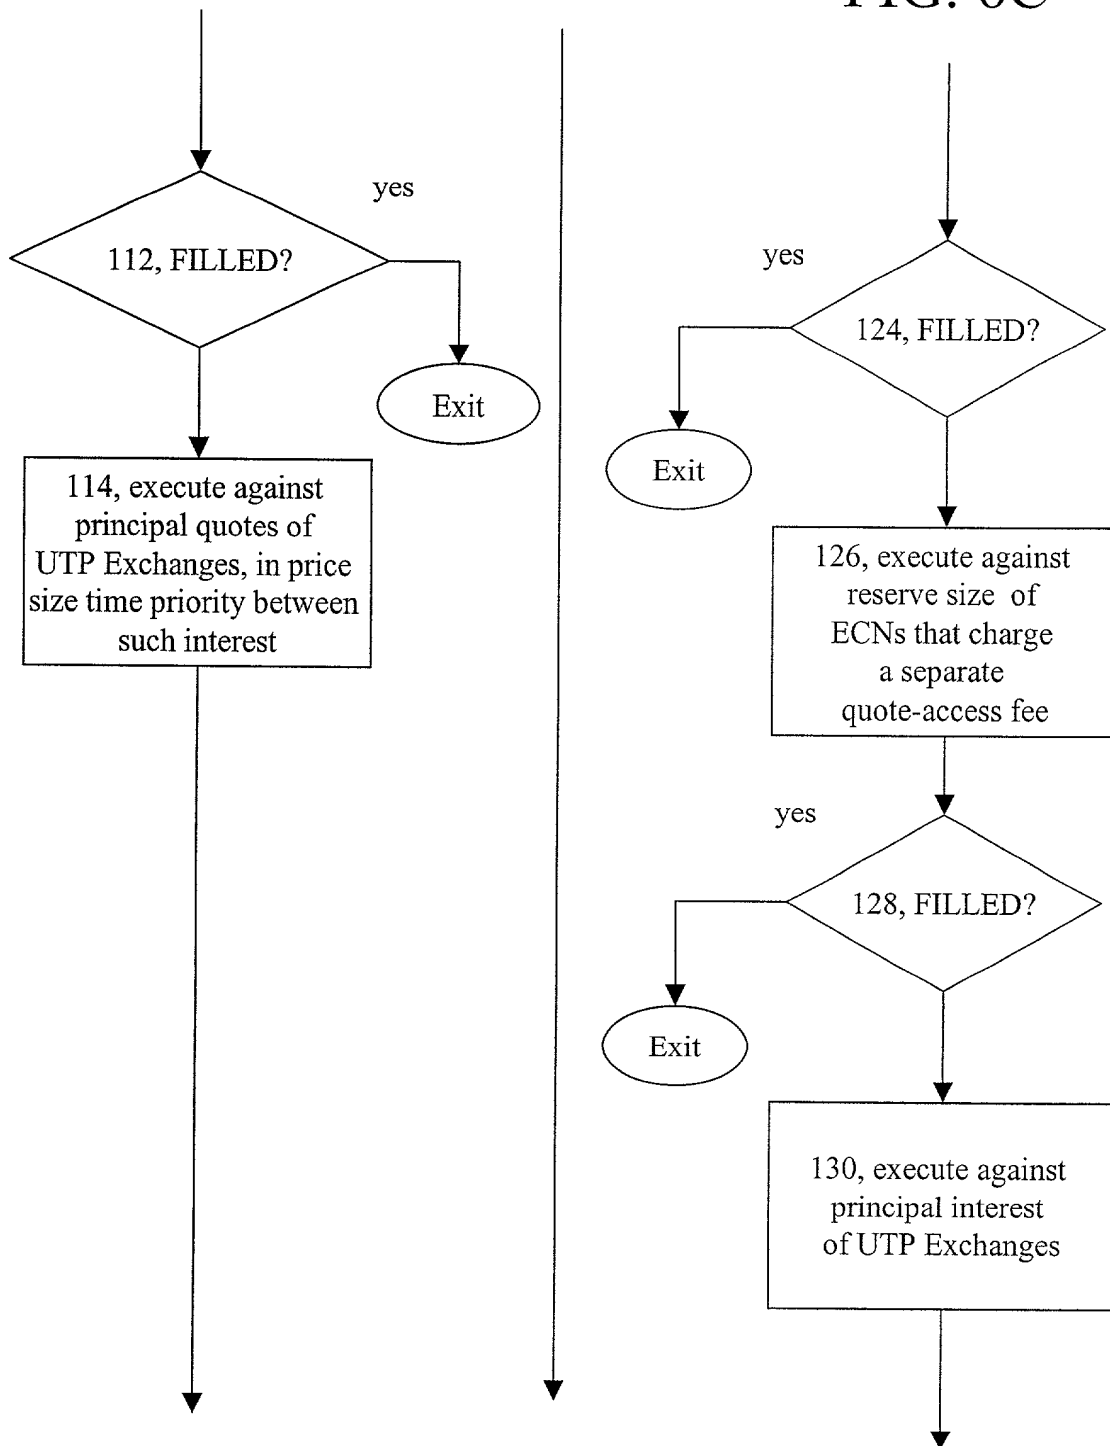 FIG. 6C
yes
112, FILLED?
Exit
114, execute against
principal quotes of
UTP Exchanges, in price
size time priority between
such interest
yes
124, FILLED?
Exit
126, execute against
reserve size of
ECNs that charge
a separate
quote-access fee
yes
128, FILLED?
Exit
130, execute against
principal interest
of UTP Exchanges